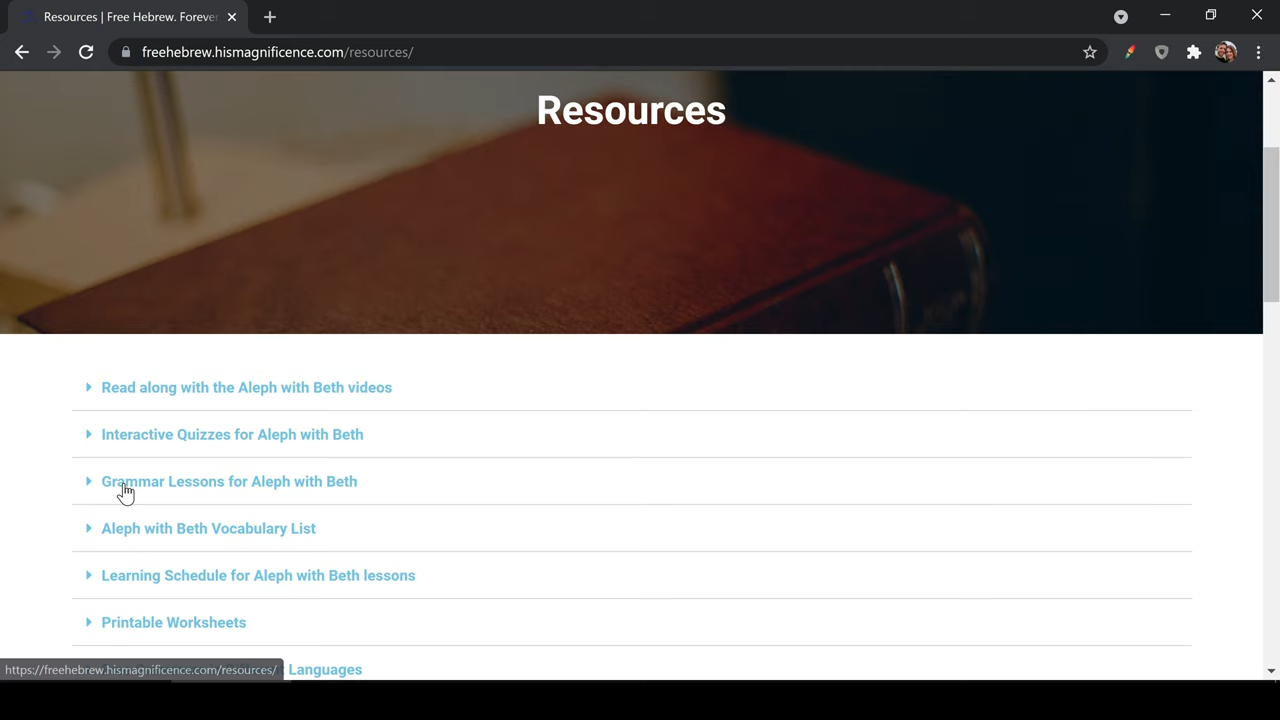 Resources | Free Hebrew. Forever
freehebrew.hismagnificence.com/resources/
Resources
Read along with the Aleph with Beth videos
Interactive Quizzes for Aleph with Beth
Grammar Lessons for Aleph with Beth
Aleph with Beth Vocabulary List
Learning Schedule for Aleph with Beth lessons
Printable Worksheets
Languages
https://freehebrew.hismagnificence.com/resources/